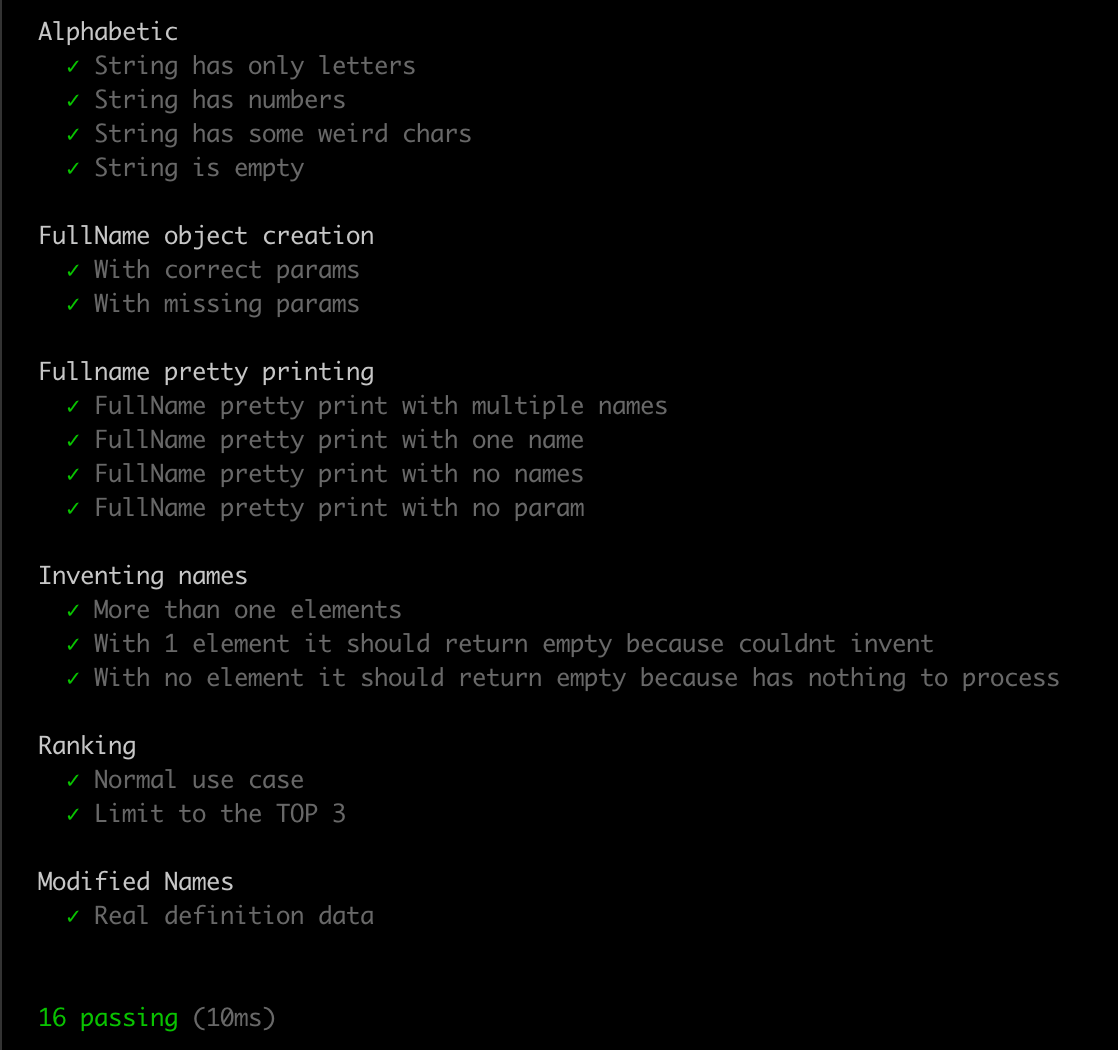 Alphabetic
✓ String has only letters
✓ String has numbers
✓ String has some weird chars
✓ String is empty
FullName object creation
✓ With correct params
✓ With missing params
Fullname pretty printing
✓ FullName pretty print with multiple names
✓ FullName pretty print with one name
✓ FullName pretty print with no names
✓ FullName pretty print with no param
Inventing names
✓ More than one elements
✓ With 1 element it should return empty because couldnt invent
✓ With no element it should return empty because has nothing to process
Ranking
✓ Normal use case
✓ Limit to the TOP 3
Modified Names
✓ Real definition data
16 passing (10ms)